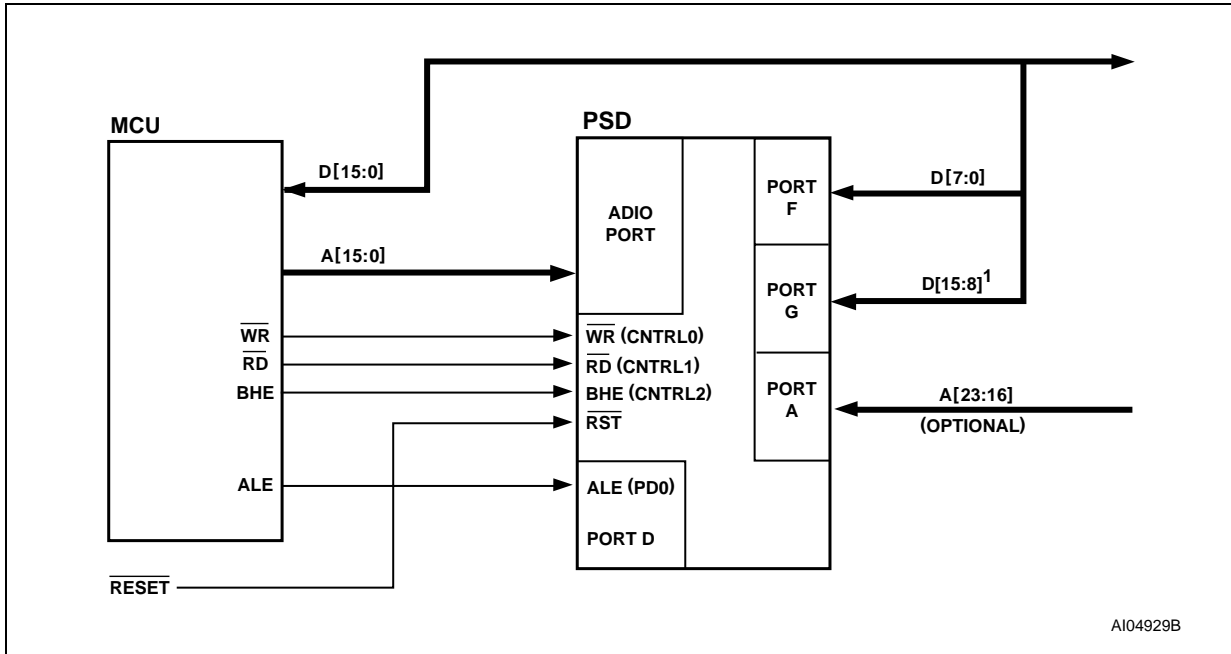 MCU
PSD
D[15:0]
A[15:0]
WR
RD
BHE
ALE
RESET
ADIO
PORT
WR (CNTRL0)
RD (CNTRL1)
BHE (CNTRL2)
RST
ALE (PD0)
PORT D
PORT
F
PORT
G
PORT
A
D[7:0]
D[15:8]1
A[23:16]
(OPTIONAL)
AI04929B